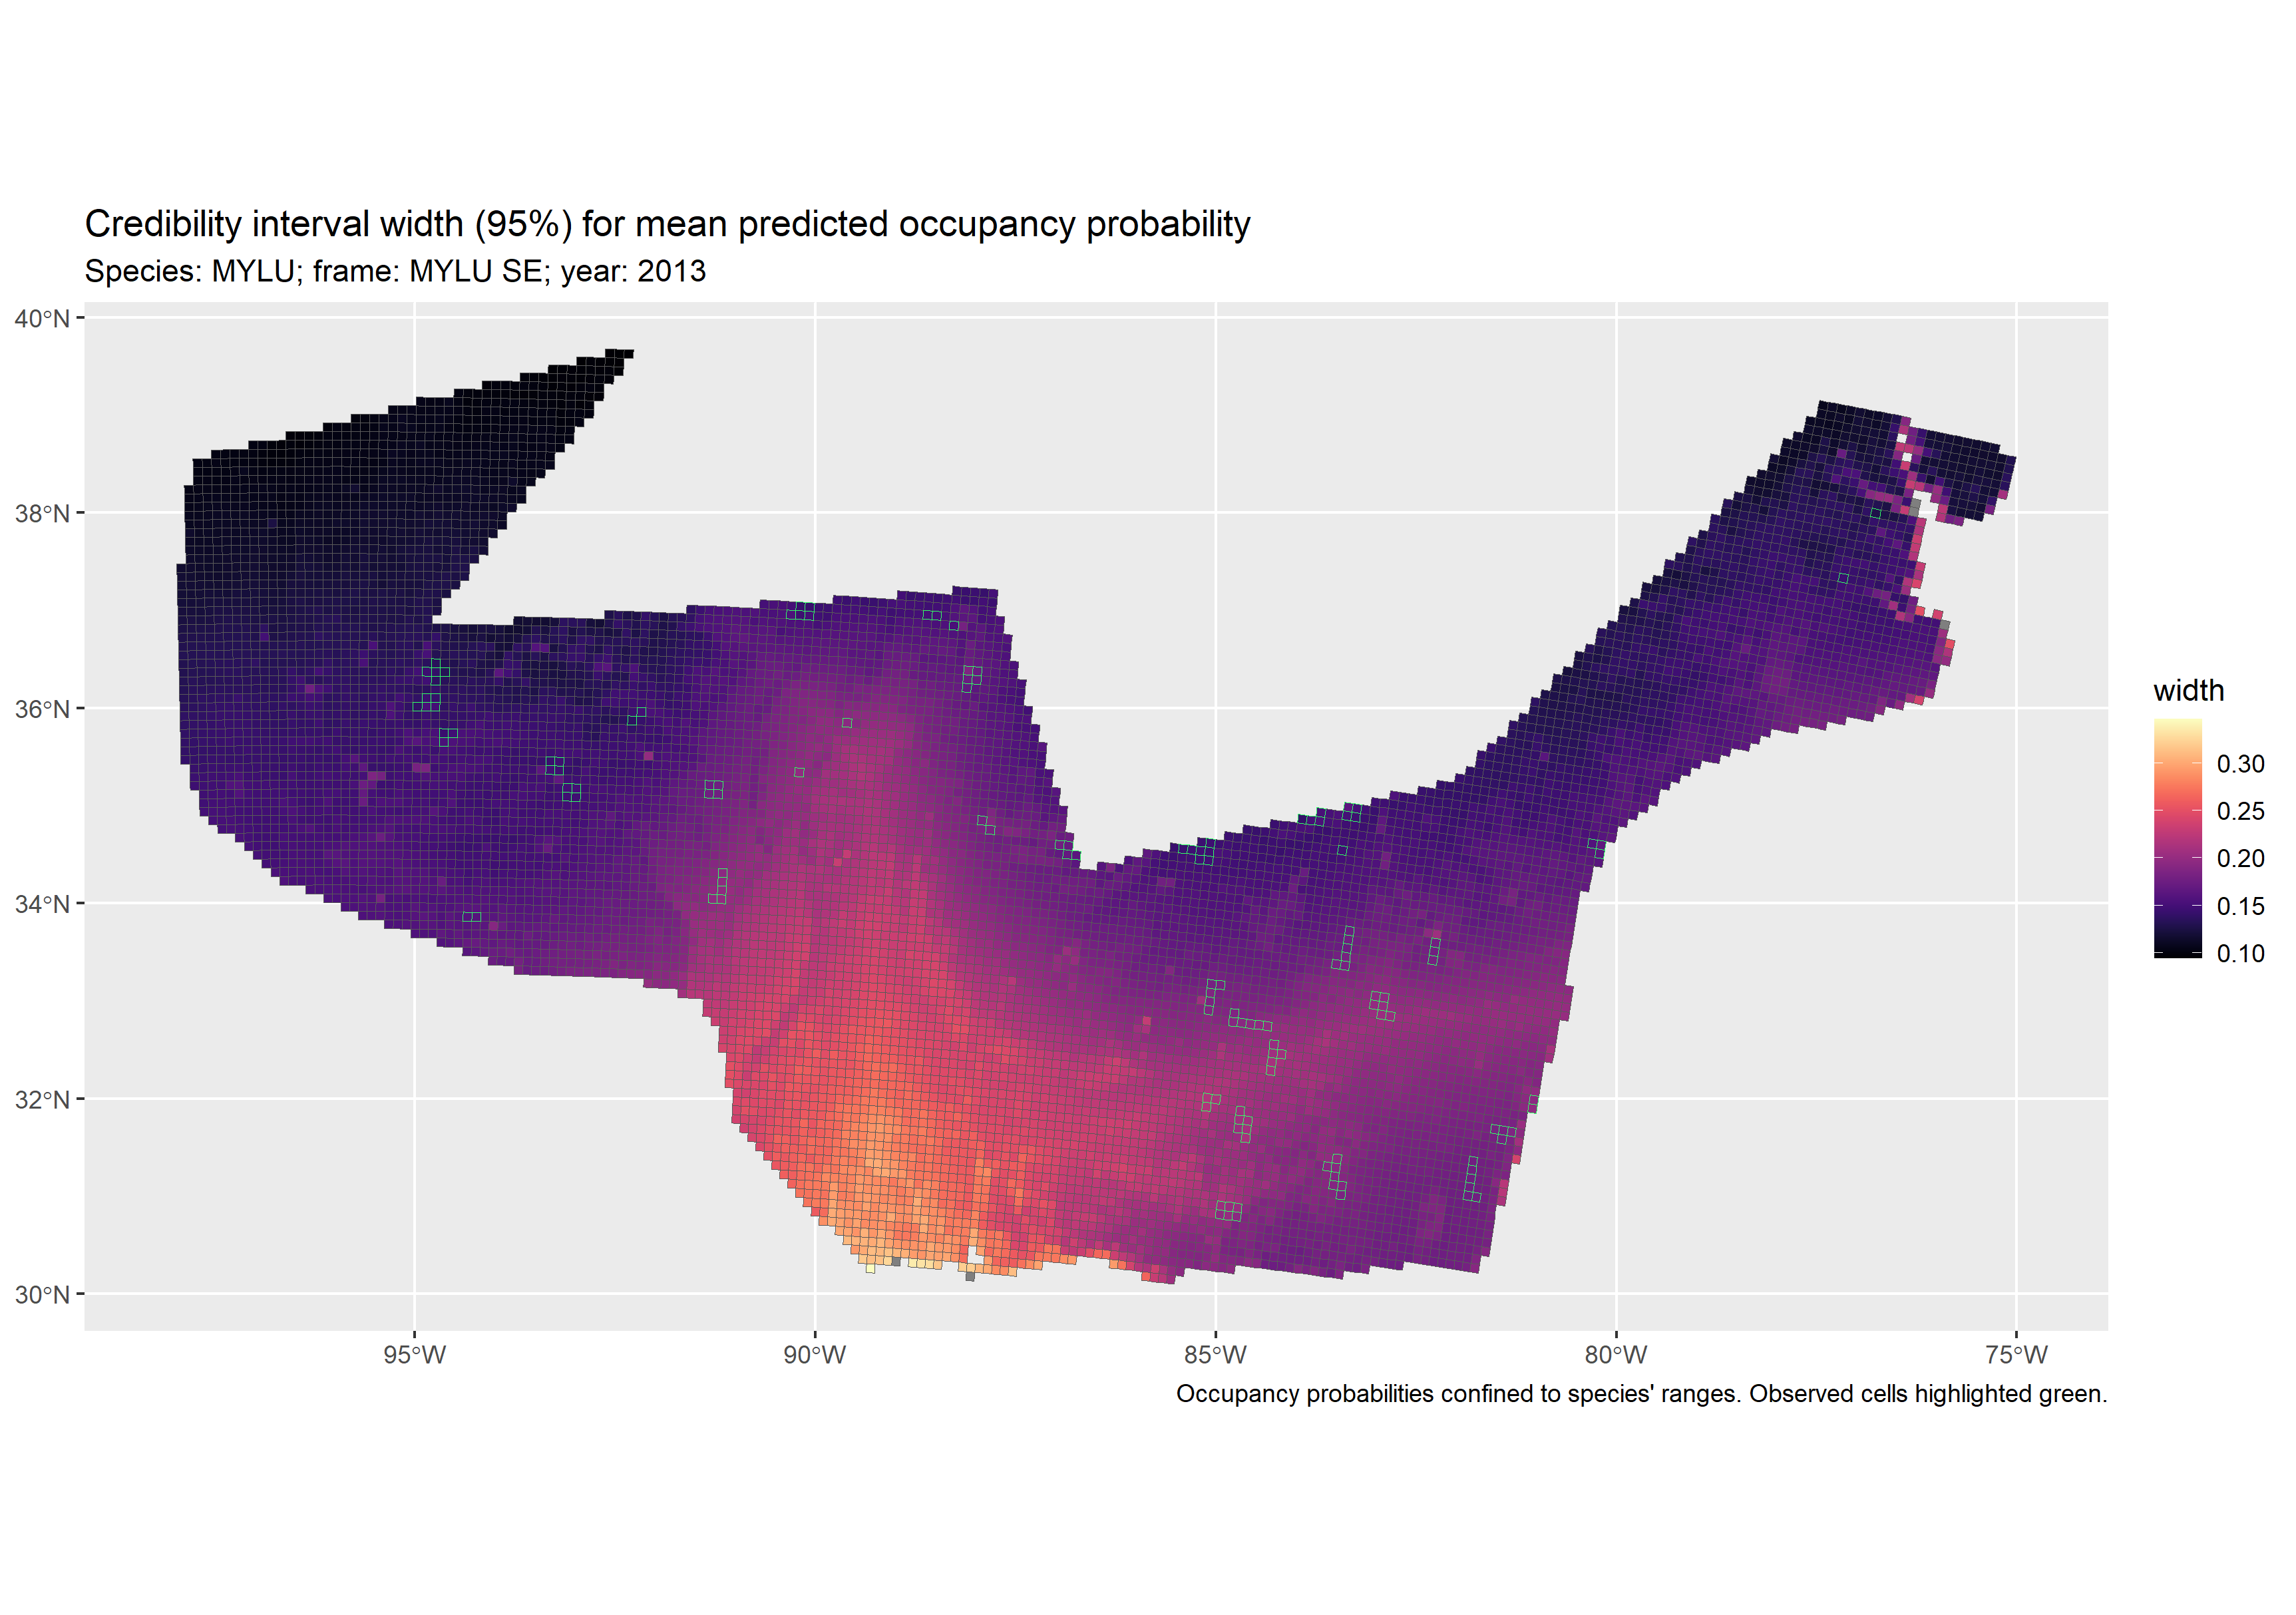 Credibility interval width (95%) for mean predicted occupancy probability
Species: MYLU; frame: MYLU SE; year: 2013
40°N
38°N
36°N
34°N
32°N
30°N
95°W
90°W
85°W
80°W
75°W
width
0.30
0.25
0.20
0.15
0.10
Occupancy probabilities confined to species' ranges. Observed cells highlighted green.